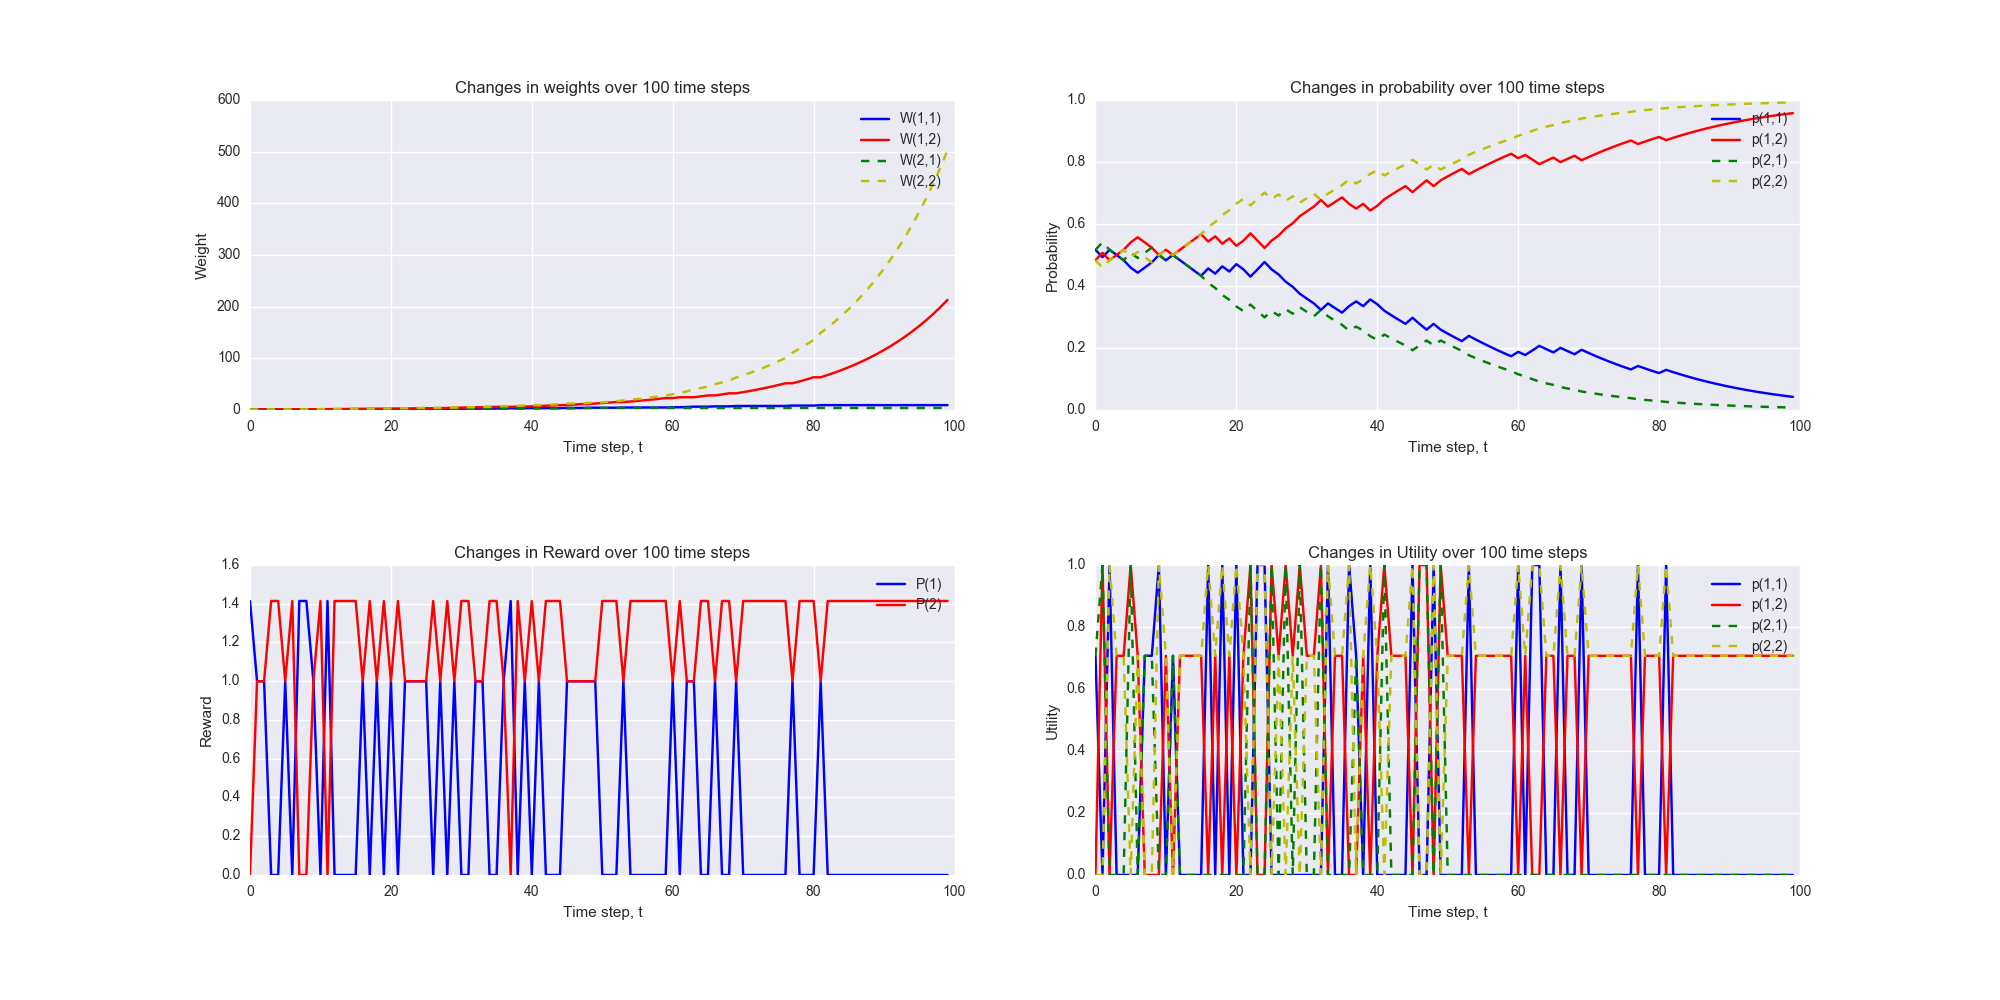 Changes in weights over 100 time steps
600
500
400
300
200
100
0
Weight
0 20 40 60 80 100
Time step, t
W(1,1)
W(1,2)
W(2,1)
W(2,2)
Changes in probability over 100 time steps
1.0
0.8
0.6
0.4
0.2
0.0
Probability
0 20 40 60 80 100
Time step, t
p(1,1)
p(1,2)
p(2,1)
p(2,2)
Changes in Reward over 100 time steps
1.6
1.4
1.2
1.0
0.8
0.6
0.4
0.2
0.0
Reward
0 20 40 60 80 100
Time step, t
P(1)
P(2)
Changes in Utility over 100 time steps
1.0
0.8
0.6
0.4
0.2
0.0
Utility
0 20 40 60 80 100
Time step, t
p(1,1)
p(1,2)
p(2,1)
p(2,2)